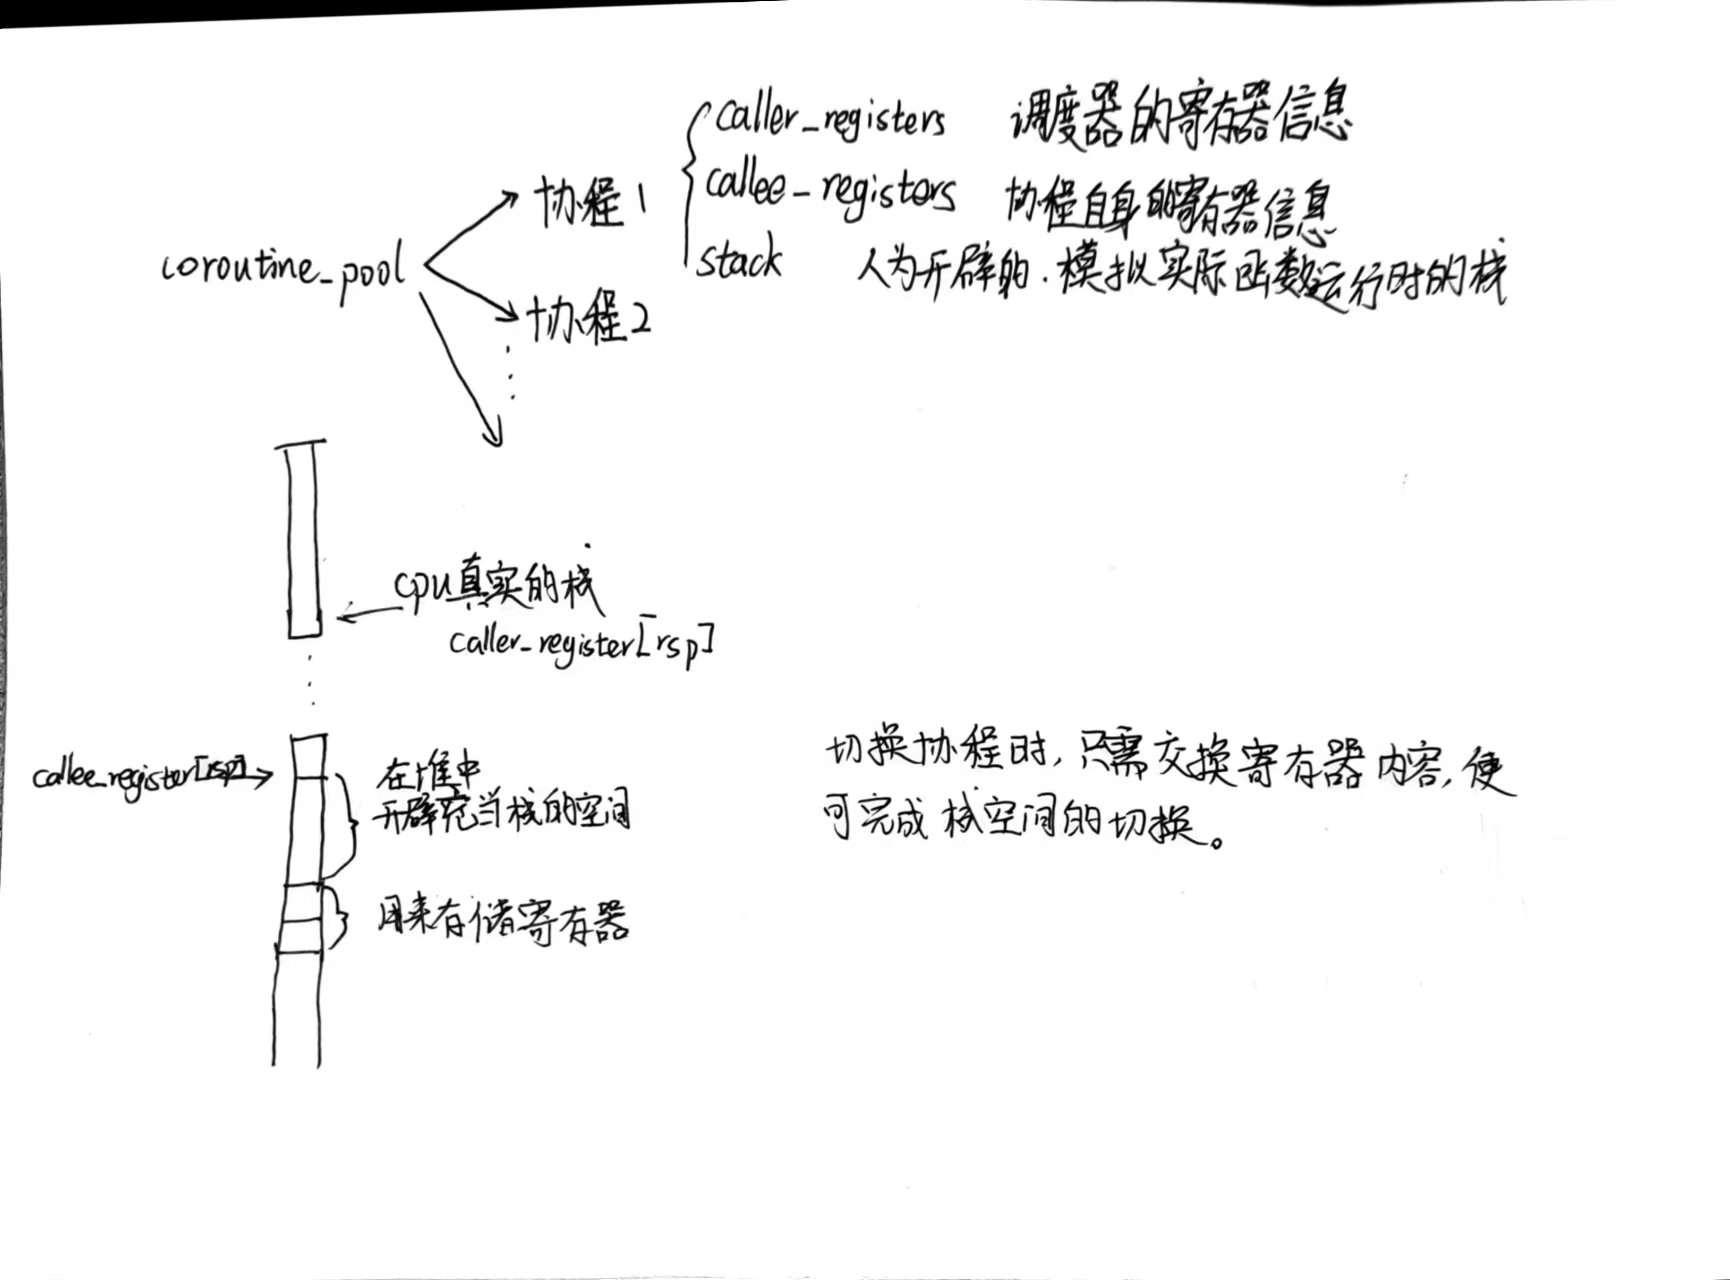 caller_registers 调度器的寄存器信息
协程1
callee_registers 协程自身的寄存器信息
coroutine_pool
stack 人为开辟的.模拟实际函数运行时的栈
协程2
cpu真实的栈
caller_register[rsp]
callee_register[rsp]
在堆中
开辟充当栈的空间
用来存储寄存器
切换协程时,只需交换寄存器内容,便
可完成栈空间的切换。